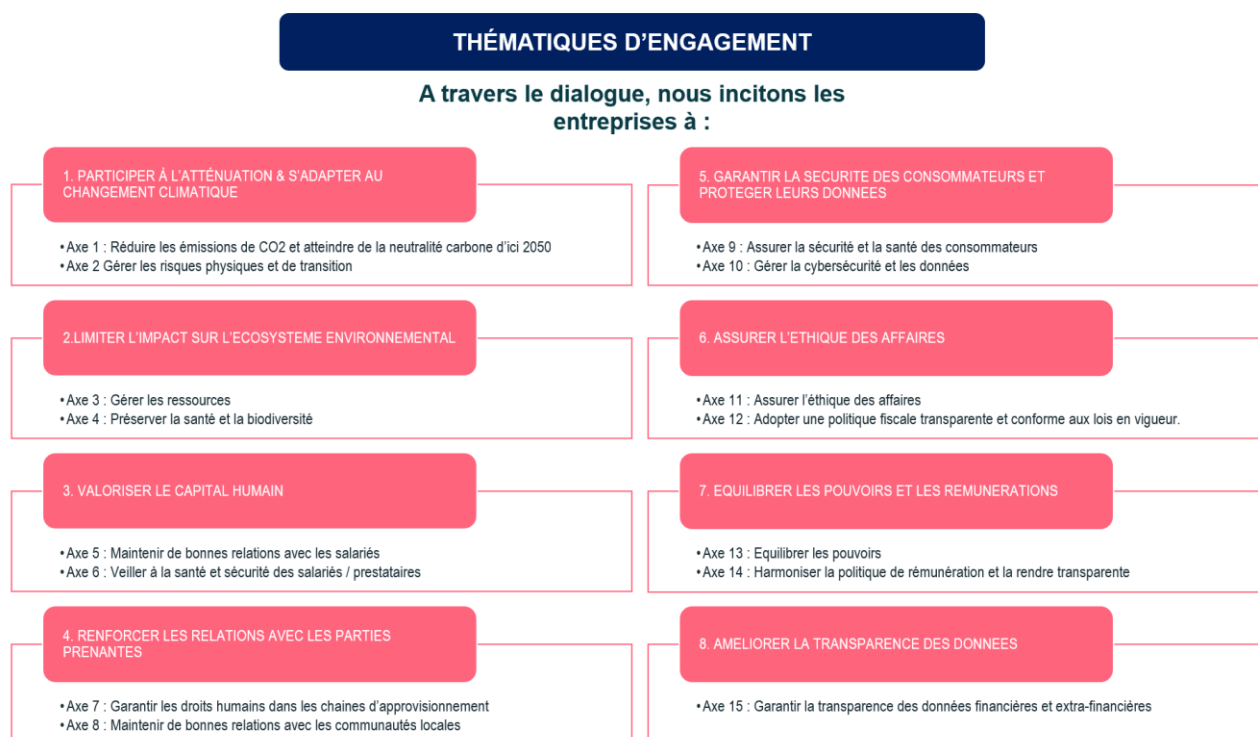 THÉMATIQUES D’ENGAGEMENT
A travers le dialogue, nous incitons les
entreprises à :
1. PARTICIPER À L’ATTÉNUATION & S’ADAPTER AU
CHANGEMENT CLIMATIQUE
•Axe 1 : Réduire les émissions de CO2 et atteindre de la neutralité carbone d’ici 2050
•Axe 2 Gérer les risques physiques et de transition
2.LIMITER L’IMPACT SUR L’ECOSYSTEME ENVIRONNEMENTAL
•Axe 3 : Gérer les ressources
•Axe 4 : Préserver la santé et la biodiversité
3. VALORISER LE CAPITAL HUMAIN
•Axe 5 : Maintenir de bonnes relations avec les salariés
•Axe 6 : Veiller à la santé et sécurité des salariés / prestataires
4. RENFORCER LES RELATIONS AVEC LES PARTIES
PRENANTES
•Axe 7 : Garantir les droits humains dans les chaines d’approvisionnement
•Axe 8 : Maintenir de bonnes relations avec les communautés locales
5. GARANTIR LA SECURITE DES CONSOMMATEURS ET
PROTEGER LEURS DONNEES
•Axe 9 : Assurer la sécurité et la santé des consommateurs
•Axe 10 : Gérer la cybersécurité et les données
6. ASSURER L’ETHIQUE DES AFFAIRES
•Axe 11 : Assurer l’éthique des affaires
•Axe 12 : Adopter une politique fiscale transparente et conforme aux lois en vigueur.
7. EQUILIBRER LES POUVOIRS ET LES REMUNERATIONS
•Axe 13 : Equilibrer les pouvoirs
•Axe 14 : Harmoniser la politique de rémunération et la rendre transparente
8. AMELIORER LA TRANSPARENCE DES DONNEES
•Axe 15 : Garantir la transparence des données financières et extra-financières